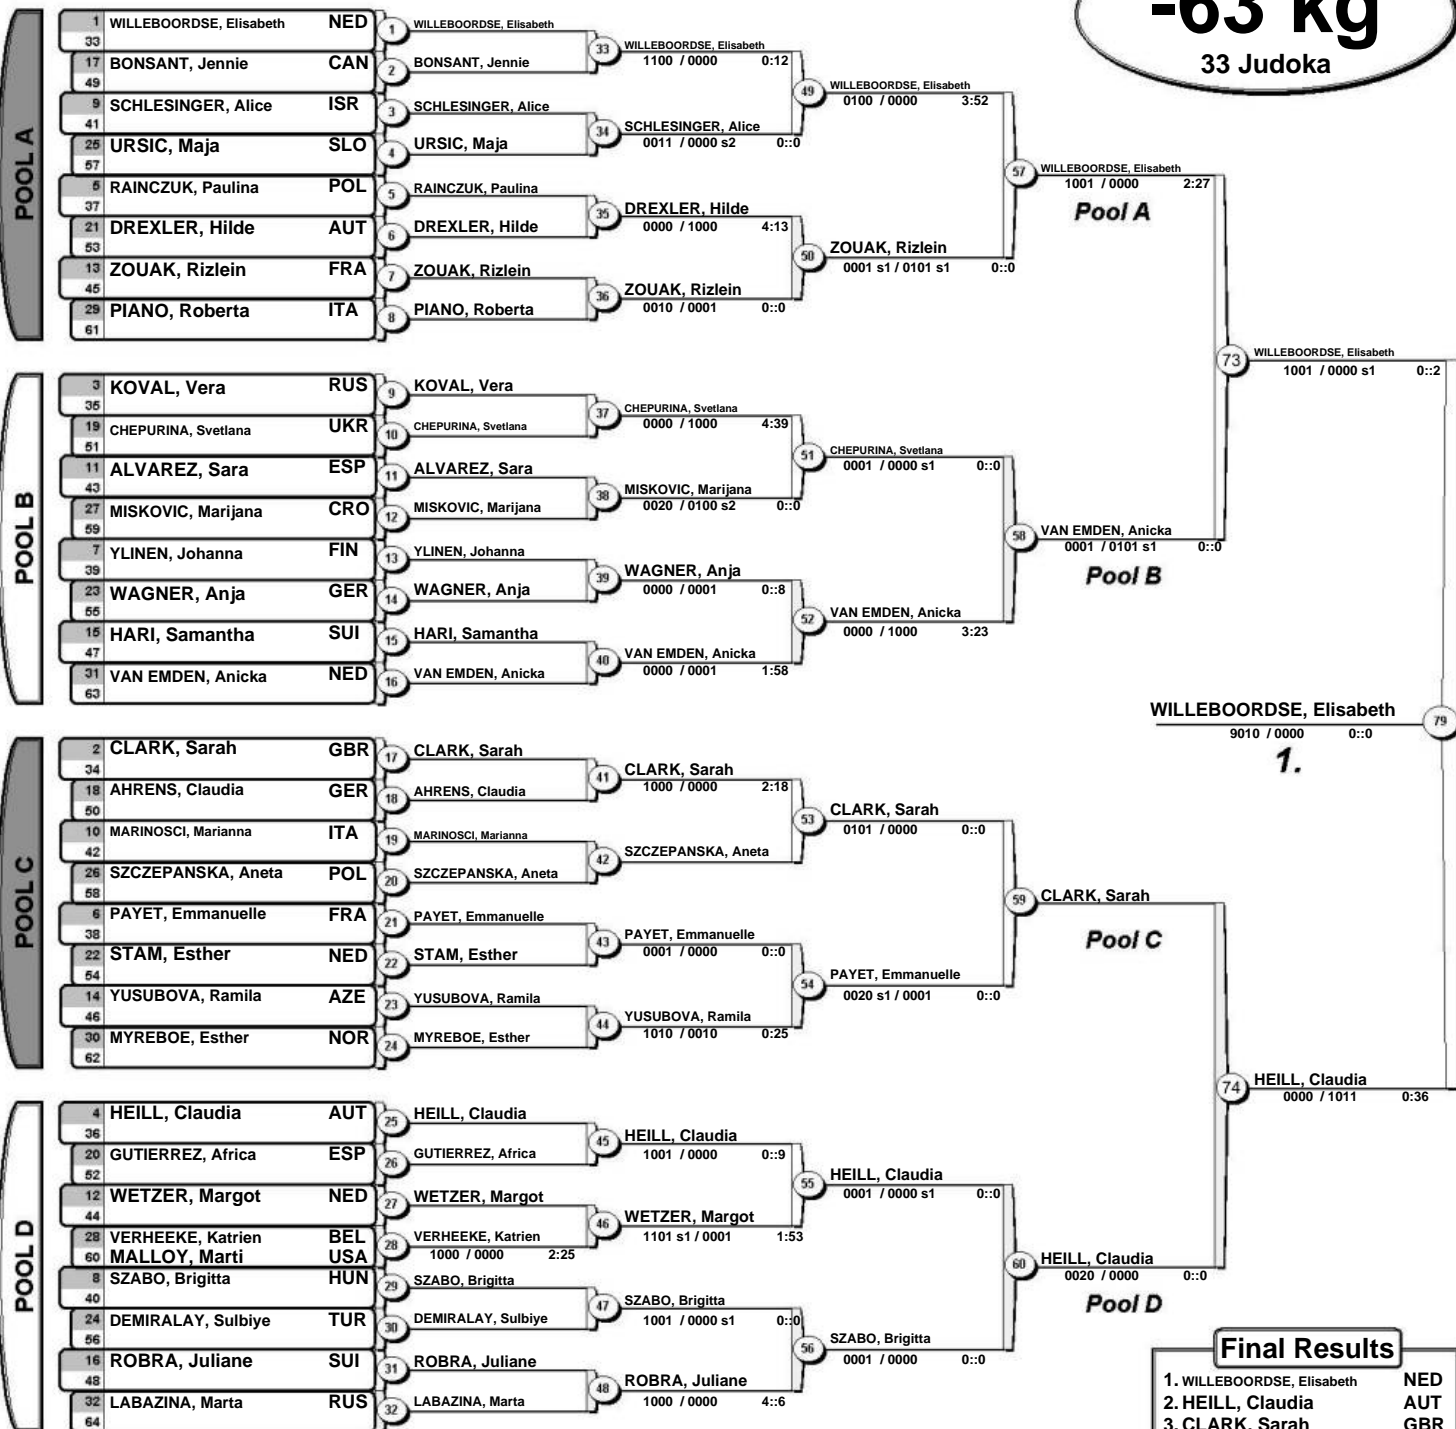 -63 kg
33 Judoka
POOL A
1 WILLEBOORDSE, Elisabeth NED
33
17 BONSANT, Jennie CAN
49
9 SCHLESINGER, Alice ISR
41
25 URSIC, Maja SLO
57
5 RAINCZUK, Paulina POL
37
21 DREXLER, Hilde AUT
53
13 ZOUAK, Rizlein FRA
45
29 PIANO, Roberta ITA
61
1 WILLEBOORDSE, Elisabeth
2 BONSANT, Jennie
3 SCHLESINGER, Alice
4 URSIC, Maja
5 RAINCZUK, Paulina
6 DREXLER, Hilde
7 ZOUAK, Rizlein
8 PIANO, Roberta
33 WILLEBOORDSE, Elisabeth
1100 / 0000 0:12
34 SCHLESINGER, Alice
0011 / 0000 s2 0::0
35 DREXLER, Hilde
0000 / 1000 4:13
36 ZOUAK, Rizlein
0010 / 0001 0::0
49 WILLEBOORDSE, Elisabeth
0100 / 0000 3:52
50 ZOUAK, Rizlein
0001 s1 / 0101 s1 0::0
57 WILLEBOORDSE, Elisabeth
1001 / 0000 2:27
Pool A
POOL B
3 KOVAL, Vera RUS
35
19 CHEPURINA, Svetlana UKR
51
11 ALVAREZ, Sara ESP
43
27 MISKOVIC, Marijana CRO
59
7 YLINEN, Johanna FIN
39
23 WAGNER, Anja GER
55
15 HARI, Samantha SUI
47
31 VAN EMDEN, Anicka NED
63
9 KOVAL, Vera
10 CHEPURINA, Svetlana
11 ALVAREZ, Sara
12 MISKOVIC, Marijana
13 YLINEN, Johanna
14 WAGNER, Anja
15 HARI, Samantha
16 VAN EMDEN, Anicka
37 CHEPURINA, Svetlana
0000 / 1000 4:39
38 MISKOVIC, Marijana
0020 / 0100 s2 0::0
39 WAGNER, Anja
0000 / 0001 0::8
40 VAN EMDEN, Anicka
0000 / 0001 1:58
51 CHEPURINA, Svetlana
0001 / 0000 s1 0::0
52 VAN EMDEN, Anicka
0000 / 1000 3:23
58 VAN EMDEN, Anicka
0001 / 0101 s1 0::0
Pool B
73 WILLEBOORDSE, Elisabeth
1001 / 0000 s1 0::2
WILLEBOORDSE, Elisabeth 79
9010 / 0000 0::0
1.
POOL C
2 CLARK, Sarah GBR
34
18 AHRENS, Claudia GER
50
10 MARINOSCI, Marianna ITA
42
26 SZCZEPANSKA, Aneta POL
58
6 PAYET, Emmanuelle FRA
38
22 STAM, Esther NED
54
14 YUSUBOVA, Ramila AZE
46
30 MYREBOE, Esther NOR
62
17 CLARK, Sarah
18 AHRENS, Claudia
19 MARINOSCI, Marianna
20 SZCZEPANSKA, Aneta
21 PAYET, Emmanuelle
22 STAM, Esther
23 YUSUBOVA, Ramila
24 MYREBOE, Esther
41 CLARK, Sarah
1000 / 0000 2:18
42 SZCZEPANSKA, Aneta
43 PAYET, Emmanuelle
0001 / 0000 0::0
44 YUSUBOVA, Ramila
1010 / 0010 0:25
53 CLARK, Sarah
0101 / 0000 0::0
54 PAYET, Emmanuelle
0020 s1 / 0001 0::0
59 CLARK, Sarah
Pool C
POOL D
4 HEILL, Claudia AUT
36
20 GUTIERREZ, Africa ESP
52
12 WETZER, Margot NED
44
28 VERHEEKE, Katrien BEL
60 MALLOY, Marti USA
8 SZABO, Brigitta HUN
40
24 DEMIRALAY, Sulbiye TUR
56
16 ROBRA, Juliane SUI
48
32 LABAZINA, Marta RUS
64
25 HEILL, Claudia
26 GUTIERREZ, Africa
27 WETZER, Margot
28 VERHEEKE, Katrien
1000 / 0000 2:25
29 SZABO, Brigitta
30 DEMIRALAY, Sulbiye
31 ROBRA, Juliane
32 LABAZINA, Marta
45 HEILL, Claudia
1001 / 0000 0::9
46 WETZER, Margot
1101 s1 / 0001 1:53
47 SZABO, Brigitta
1001 / 0000 s1 0::0
48 ROBRA, Juliane
1000 / 0000 4::6
55 HEILL, Claudia
0001 / 0000 s1 0::0
56 SZABO, Brigitta
0001 / 0000 0::0
60 HEILL, Claudia
0020 / 0000 0::0
Pool D
74 HEILL, Claudia
0000 / 1011 0:36
Final Results
1. WILLEBOORDSE, Elisabeth NED
2. HEILL, Claudia AUT
3. CLARK, Sarah GBR